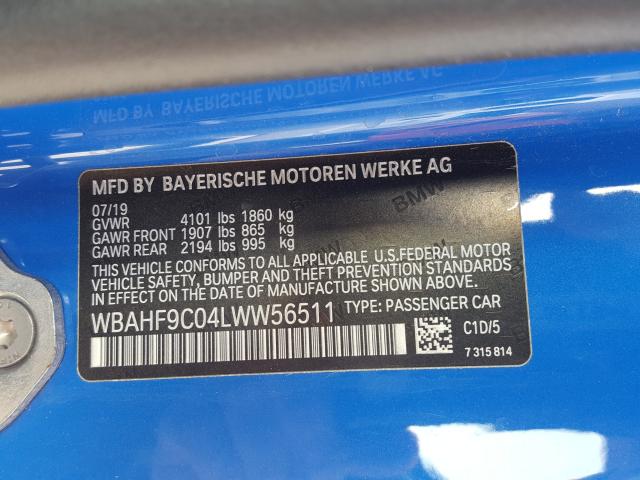 MFD BY BAYERISCHE MOTOREN WERKE AG
07/19
GVWR 4101 lbs 1860 kg
GAWR FRONT 1907 lbs 865 kg
GAWR REAR 2194 lbs 995 kg
THIS VEHICLE CONFORMS TO ALL APPLICABLE U.S.FEDERAL MOTOR
VEHICLE SAFETY, BUMPER, AND THEFT PREVENTION STANDARDS
IN EFFECT ON THE DATE OF MANUFACTURE SHOWN ABOVE.
WBAHF9C04LWW56511 TYPE: PASSENGER CAR
C1D/5
7 315 814
BMW